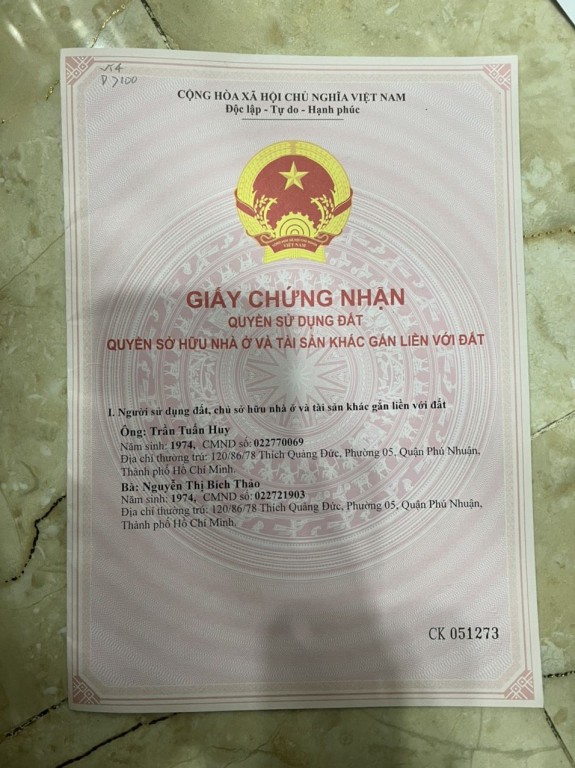 CỘNG HÒA XÃ HỘI CHỦ NGHĨA VIỆT NAM
Độc lập - Tự do - Hạnh phúc
VIỆT NAM
GIẤY CHỨNG NHẬN
QUYỀN SỬ DỤNG ĐẤT
QUYỀN SỞ HỮU NHÀ Ở VÀ TÀI SẢN KHÁC GẮN LIỀN VỚI ĐẤT
I. Người sử dụng đất, chủ sở hữu nhà ở và tài sản khác gắn liền với đất
Ông: Trần Tuấn Huy
Năm sinh: 1974, CMND số: 022770069
Địa chỉ thường trú: 120/86/78 Thích Quảng Đức, Phường 05, Quận Phú Nhuận,
Thành phố Hồ Chí Minh.
Bà: Nguyễn Thị Bích Thảo
Năm sinh: 1974, CMND số: 022721903
Địa chỉ thường trú: 120/86/78 Thích Quảng Đức, Phường 05, Quận Phú Nhuận,
Thành phố Hồ Chí Minh.
CK 051273